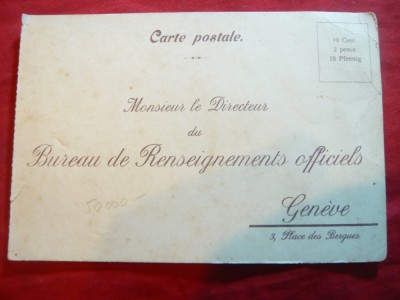 Carte postale.
10 Cent.
2 pence
10 Pfennig
Monsieur le Directeur
du
Bureau de Renseignements officiels
Genève
3, Place des Bergues
50000-